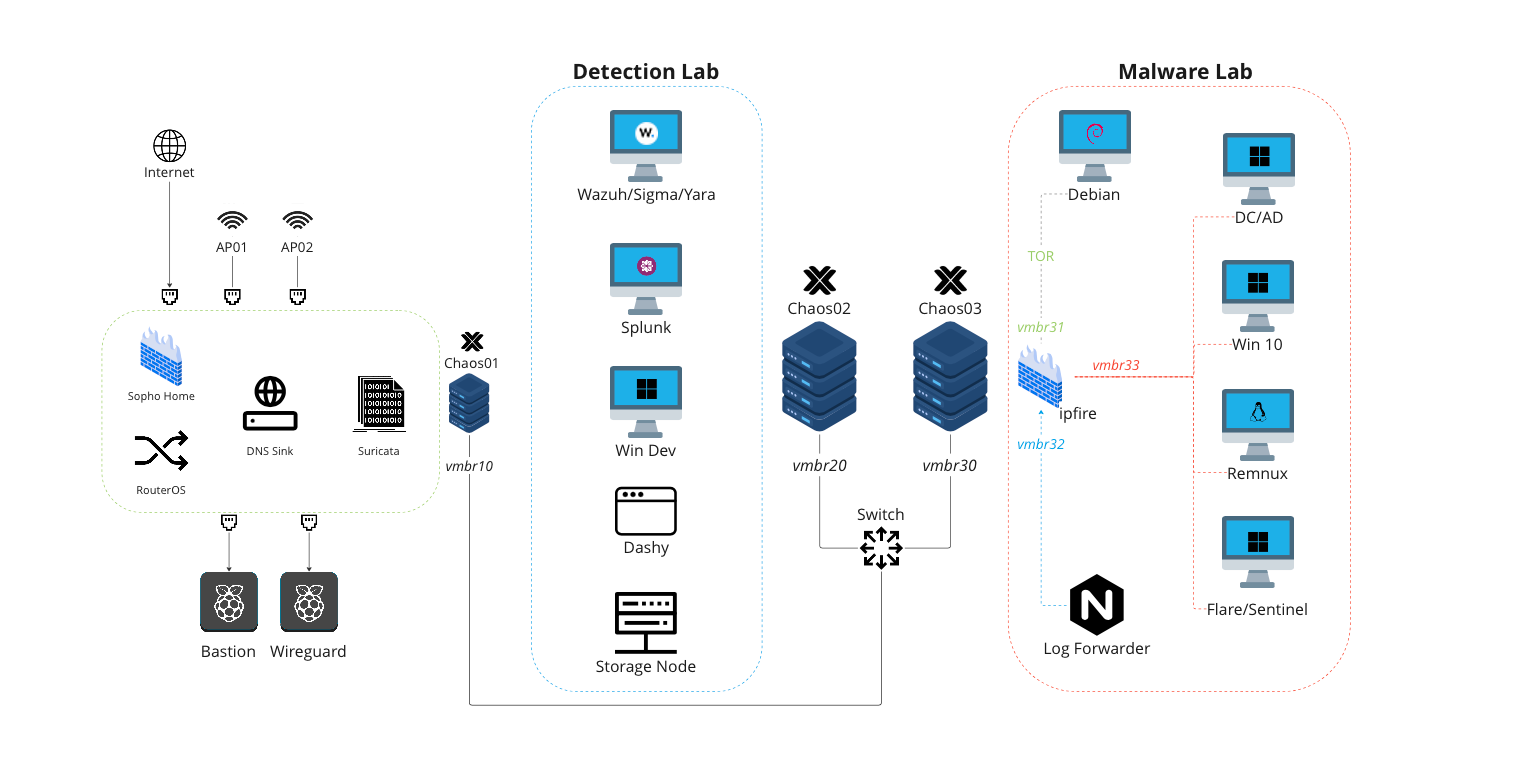 Detection Lab
Malware Lab
Internet
AP01
AP02
Sopho Home
DNS Sink
Suricata
RouterOS
Bastion
Wireguard
Chaos01
vmbr10
W.
Wazuh/Sigma/Yara
Splunk
Win Dev
Dashy
Storage Node
Chaos02
Chaos03
vmbr20
vmbr30
Switch
Debian
TOR
vmbr31
vmbr33
ipfire
vmbr32
N
Log Forwarder
DC/AD
Win 10
Remnux
Flare/Sentinel